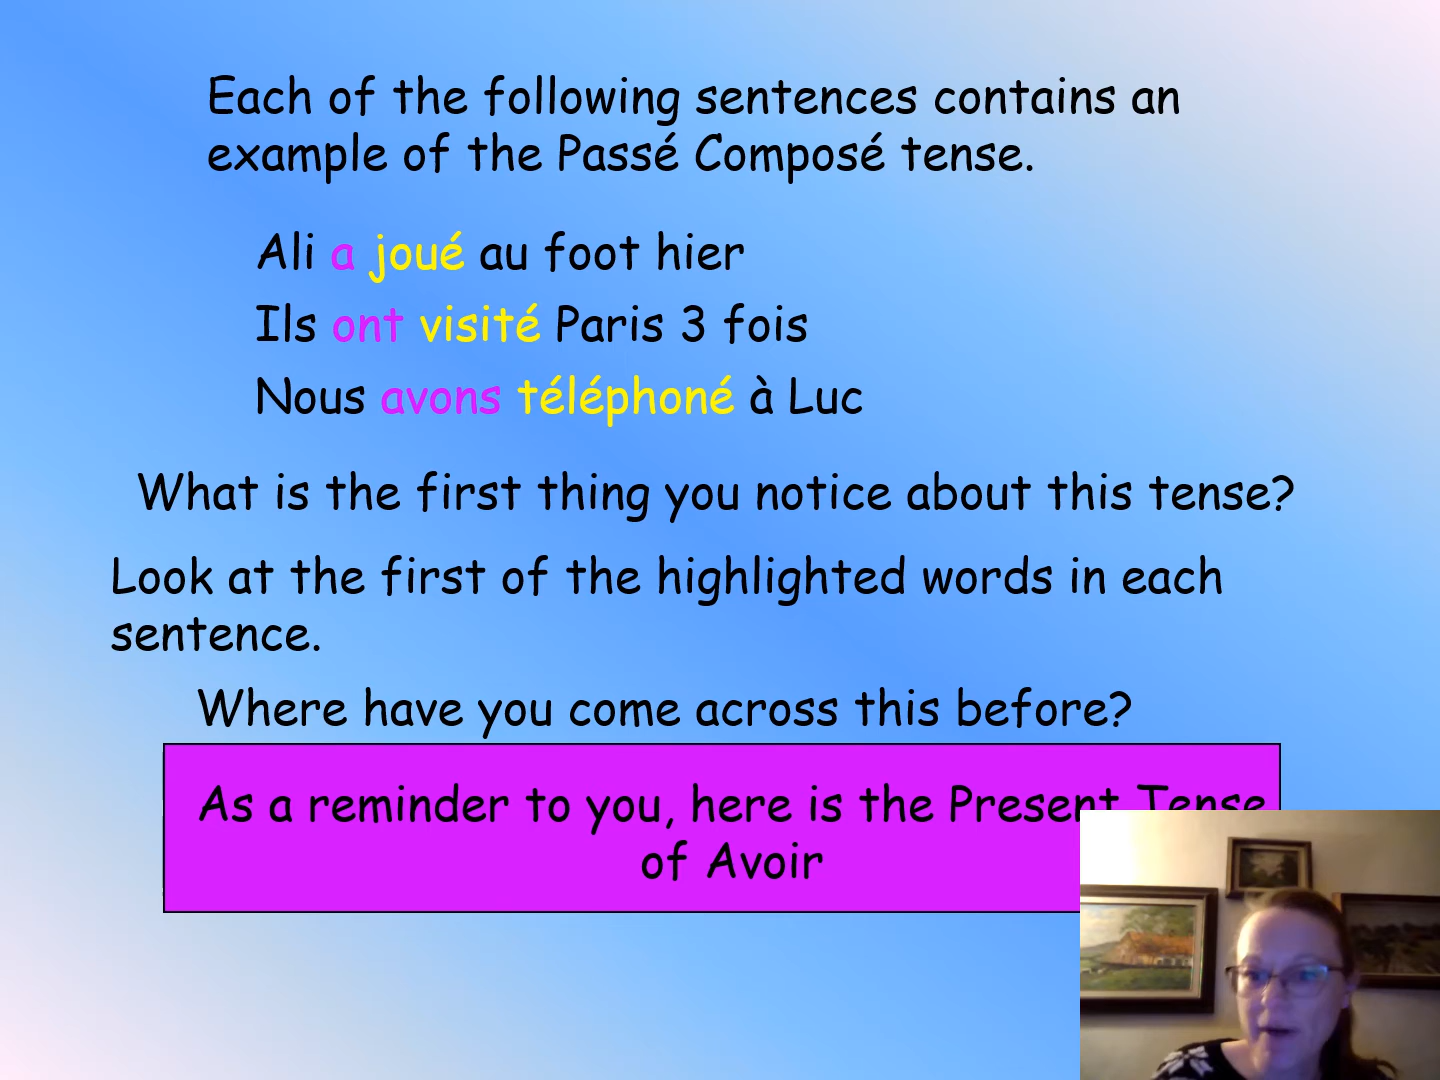 Each of the following sentences contains an
example of the Passé Composé tense.
Ali a joué au foot hier
Ils ont visité Paris 3 fois
Nous avons téléphoné à Luc
What is the first thing you notice about this tense?
Look at the first of the highlighted words in each
sentence.
Where have you come across this before?
As a reminder to you, here is the Present Tense
of Avoir